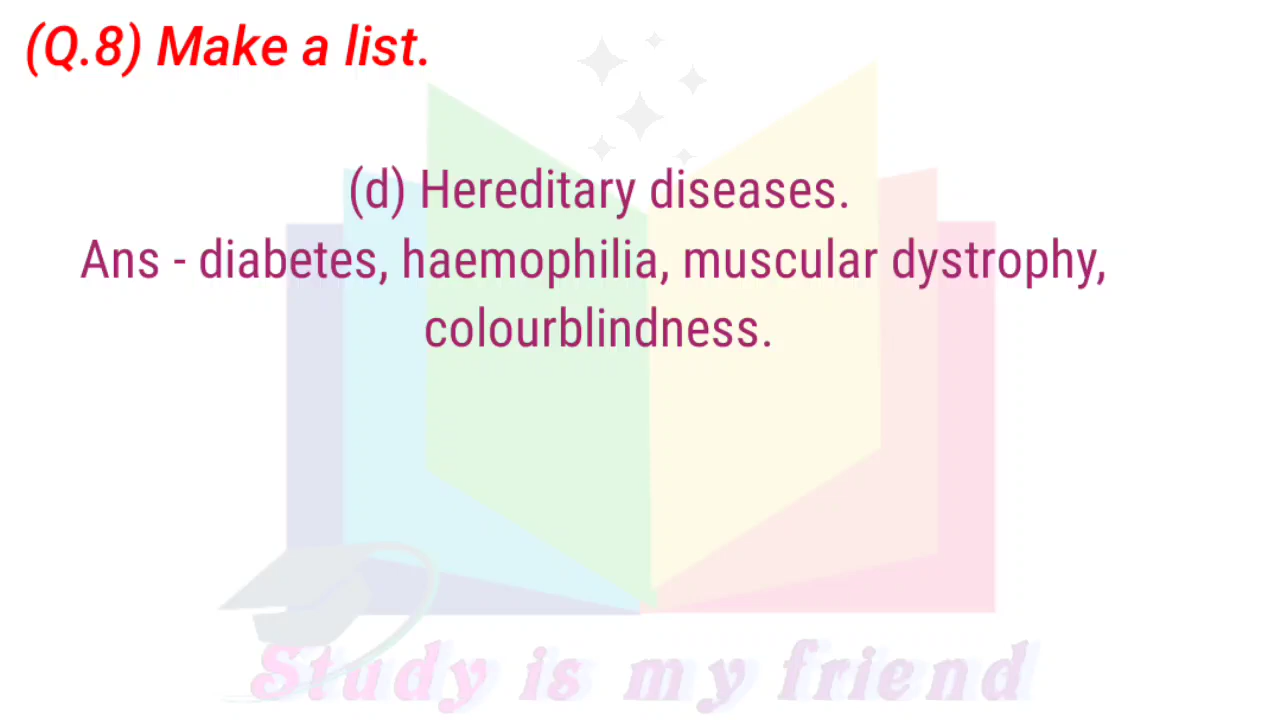 (Q.8) Make a list.
(d) Hereditary diseases.
Ans - diabetes, haemophilia, muscular dystrophy,
colourblindness.
Study is my friend